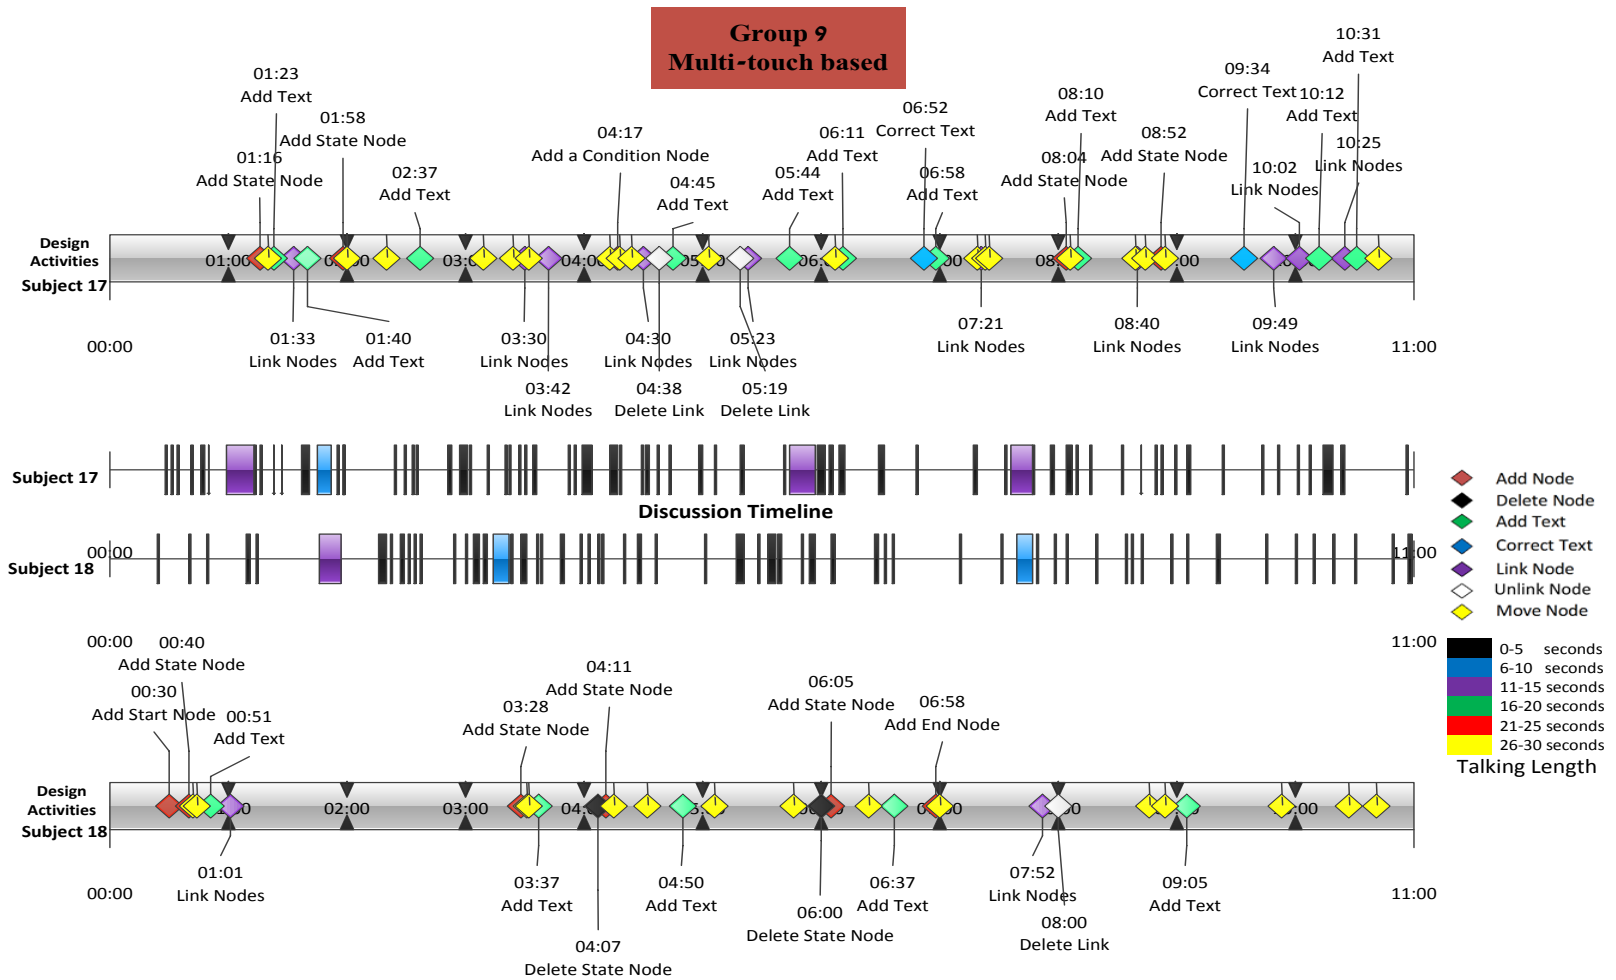 Group 9
Multi-touch based
10:31
Add Text
01:23
Add Text
09:34
Correct Text
10:12
Add Text
08:10
Add Text
06:52
Correct Text
01:58
Add State Node
04:17
Add a Condition Node
06:11
Add Text
08:52
Add State Node
10:25
Link Nodes
01:16
Add State Node
02:37
Add Text
04:45
Add Text
05:44
Add Text
06:58
Add Text
08:04
Add State Node
10:02
Link Nodes
Design
Activities
Subject 17
01:00
03:
04:
06:
08:
01:33
Link Nodes
01:40
Add Text
03:30
Link Nodes
04:30
Link Nodes
05:23
Link Nodes
07:21
Link Nodes
08:40
Link Nodes
09:49
Link Nodes
00:00
11:00
03:42
Link Nodes
04:38
Delete Link
05:19
Delete Link
Subject 17
Discussion Timeline
00:00
11:00
Subject 18
Add Node
Delete Node
Add Text
Correct Text
Link Node
Unlink Node
Move Node
0-5 seconds
6-10 seconds
11-15 seconds
16-20 seconds
21-25 seconds
26-30 seconds
Talking Length
00:00
11:00
00:40
Add State Node
00:30
Add Start Node
00:51
Add Text
03:28
Add State Node
04:11
Add State Node
06:05
Add State Node
06:58
Add End Node
Design
Activities
Subject 18
02:00
03:00
01:01
Link Nodes
03:37
Add Text
04:50
Add Text
06:37
Add Text
07:52
Link Nodes
09:05
Add Text
00:00
11:00
04:07
Delete State Node
06:00
Delete State Node
08:00
Delete Link